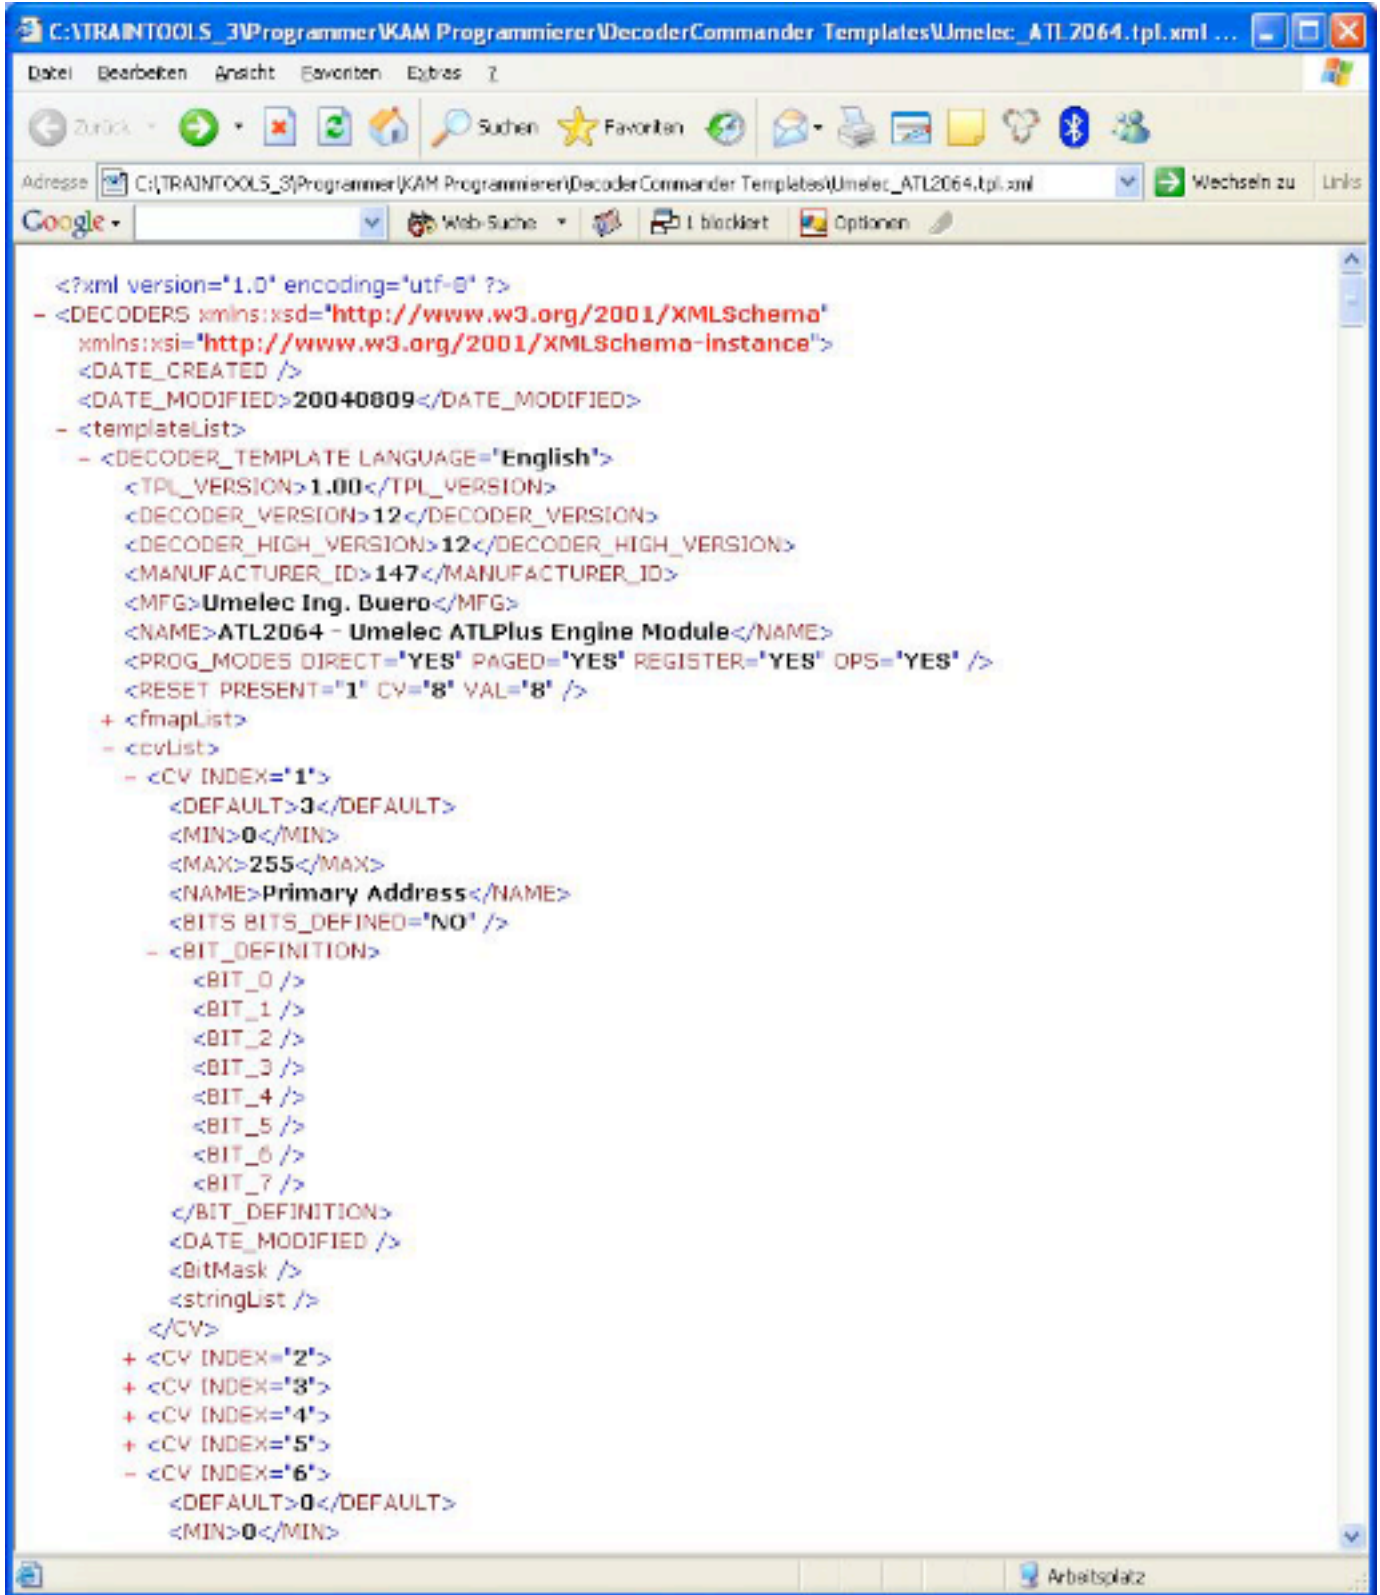 C:\TRAINTOOLS_3\Programmer\KAM Programmierer\DecoderCommander Templates\Umelec_ATL2064.tpl.xml ...
Datei Bearbeiten Ansicht Favoriten Extras ?
Zurück Suchen Favoriten
Adresse C:\TRAINTOOLS_3\Programmer\KAM Programmierer\DecoderCommander Templates\Umelec_ATL2064.tpl.xml Wechseln zu Links
Google Web-Suche 1 blockiert Optionen
<?xml version="1.0" encoding="utf-8" ?>
- <DECODERS xmlns:xsd="http://www.w3.org/2001/XMLSchema"
xmlns:xsi="http://www.w3.org/2001/XMLSchema-instance">
<DATE_CREATED />
<DATE_MODIFIED>20040809</DATE_MODIFIED>
- <templateList>
- <DECODER_TEMPLATE LANGUAGE="English">
<TPL_VERSION>1.00</TPL_VERSION>
<DECODER_VERSION>12</DECODER_VERSION>
<DECODER_HIGH_VERSION>12</DECODER_HIGH_VERSION>
<MANUFACTURER_ID>147</MANUFACTURER_ID>
<MFG>Umelec Ing. Buero</MFG>
<NAME>ATL2064 - Umelec ATLPlus Engine Module</NAME>
<PROG_MODES DIRECT="YES" PAGED="YES" REGISTER="YES" OPS="YES" />
<RESET PRESENT="1" CV="8" VAL="8" />
+ <fmapList>
- <cvList>
- <CV INDEX="1">
<DEFAULT>3</DEFAULT>
<MIN>0</MIN>
<MAX>255</MAX>
<NAME>Primary Address</NAME>
<BITS BITS_DEFINED="NO" />
- <BIT_DEFINITION>
<BIT_0 />
<BIT_1 />
<BIT_2 />
<BIT_3 />
<BIT_4 />
<BIT_5 />
<BIT_6 />
<BIT_7 />
</BIT_DEFINITION>
<DATE_MODIFIED />
<BitMask />
<stringList />
</CV>
+ <CV INDEX="2">
+ <CV INDEX="3">
+ <CV INDEX="4">
+ <CV INDEX="5">
- <CV INDEX="6">
<DEFAULT>0</DEFAULT>
<MIN>0</MIN>
Arbeitsplatz